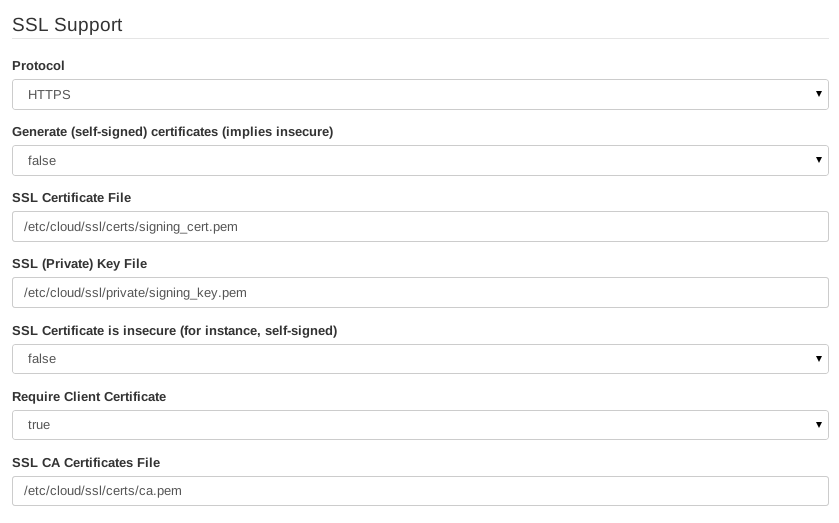 SSL Support
Protocol
HTTPS
Generate (self-signed) certificates (implies insecure)
false
SSL Certificate File
/etc/cloud/ssl/certs/signing_cert.pem
SSL (Private) Key File
/etc/cloud/ssl/private/signing_key.pem
SSL Certificate is insecure (for instance, self-signed)
false
Require Client Certificate
true
SSL CA Certificates File
/etc/cloud/ssl/certs/ca.pem